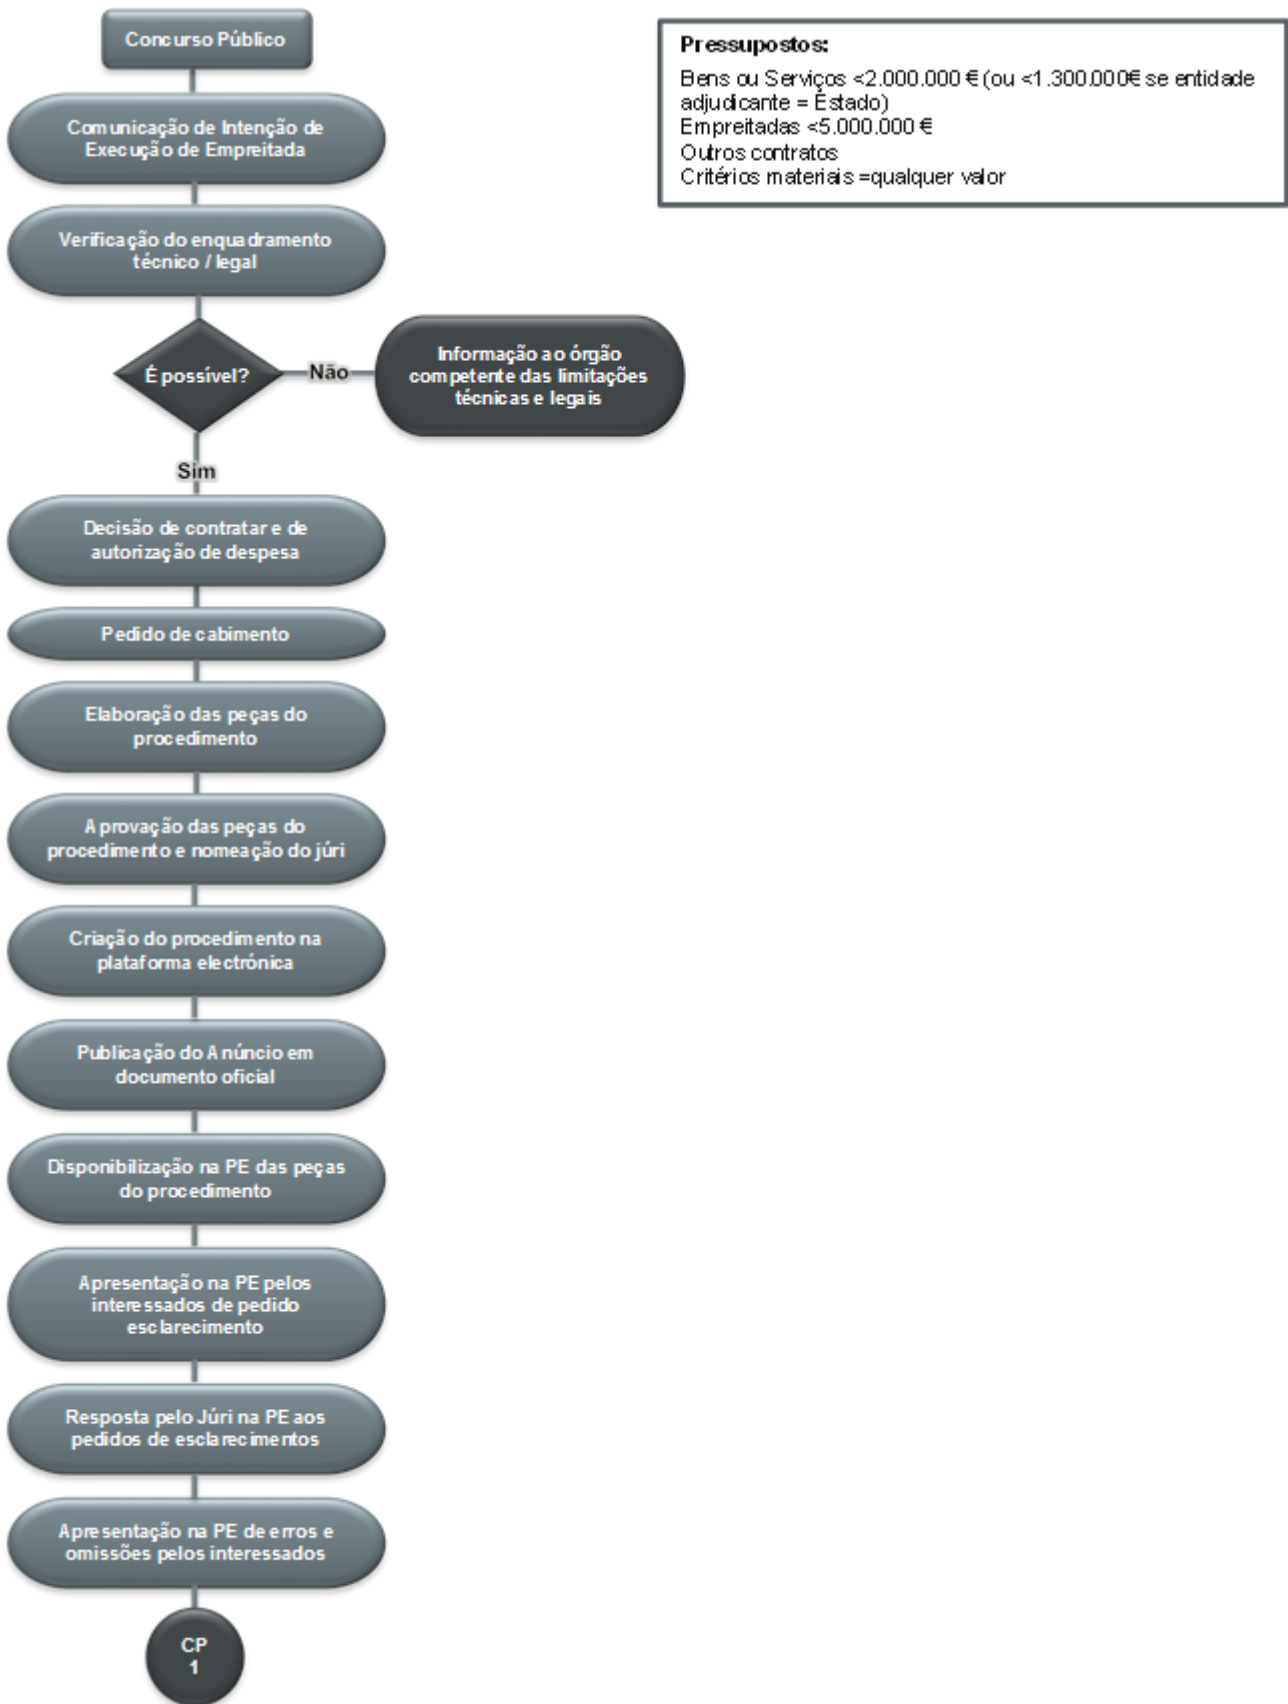 Concurso Público
Pressupostos:
Bens ou Serviços <2.000.000 € (ou <1.300.000€ se entidade
adjudicante = Estado)
Empreitadas <5.000.000 €
Outros contratos
Critérios materiais =qualquer valor
Comunicação de Intenção de
Execução de Empreitada
Verificação do enquadramento
técnico / legal
É possível?
Não
Informação ao órgão
competente das limitações
técnicas e legais
Sim
Decisão de contratar e de
autorização de despesa
Pedido de cabimento
Elaboração das peças do
procedimento
Aprovação das peças do
procedimento e nomeação do júri
Criação do procedimento na
plataforma electrónica
Publicação do Anúncio em
documento oficial
Disponibilização na PE das peças
do procedimento
Apresentação na PE pelos
interessados de pedido
esclarecimento
Resposta pelo Júri na PE aos
pedidos de esclarecimentos
Apresentação na PE de erros e
omissões pelos interessados
CP
1